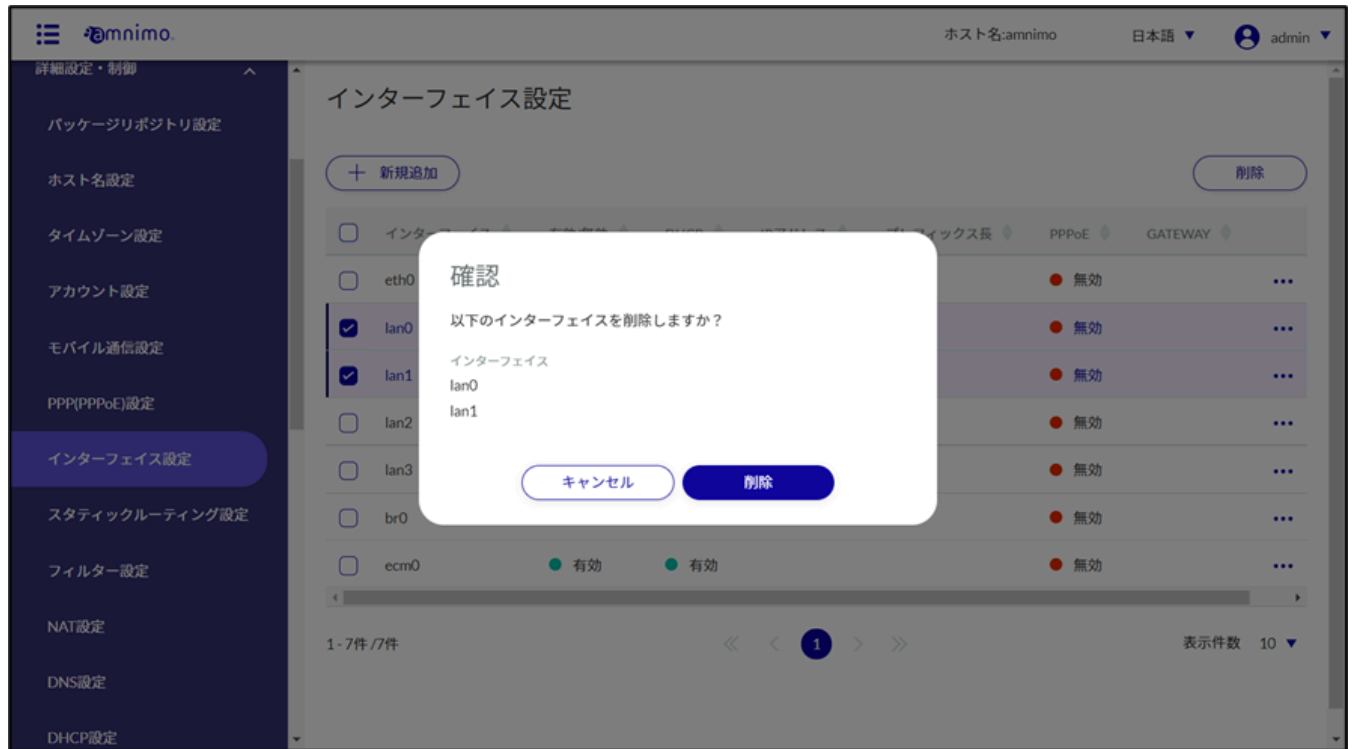 amnimo.
ホスト名:amnimo
日本語 ▼
admin ▼
詳細設定・制御
パッケージリポジトリ設定
ホスト名設定
タイムゾーン設定
アカウント設定
モバイル通信設定
PPP(PPPoE)設定
インターフェイス設定
スタティックルーティング設定
フィルター設定
NAT設定
DNS設定
DHCP設定
インターフェイス設定
+ 新規追加
削除
PPPoE GATEWAY
eth0 無効 •••
lan0 無効 •••
lan1 無効 •••
lan2 無効 •••
lan3 無効 •••
br0 無効 •••
ecm0 有効 有効 無効 •••
確認
以下のインターフェイスを削除しますか？
インターフェイス
lan0
lan1
キャンセル 削除
1 - 7件 /7件
≪ < 1 > ≫
表示件数 10 ▼